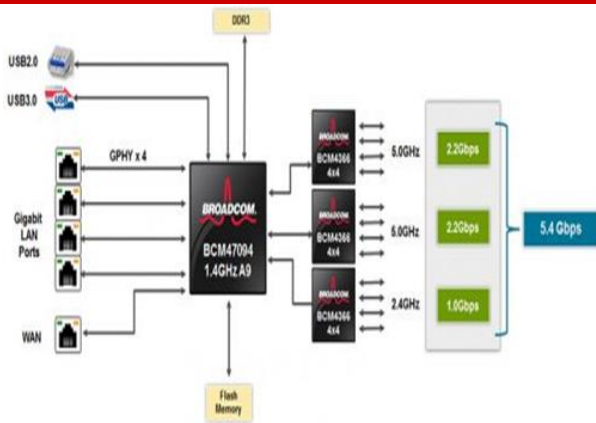 DDR3
USB2.0
USB3.0
USB
GPHY x 4
Gigabit
LAN
Ports
WAN
BROADCOM.
BCM47094
1.4GHz A9
Flash
Memory
BROADCOM.
BCM4366
4x4
BROADCOM.
BCM4366
4x4
BROADCOM.
BCM4366
4x4
5.0GHz
5.0GHz
2.4GHz
2.2Gbps
2.2Gbps
1.0Gbps
5.4 Gbps